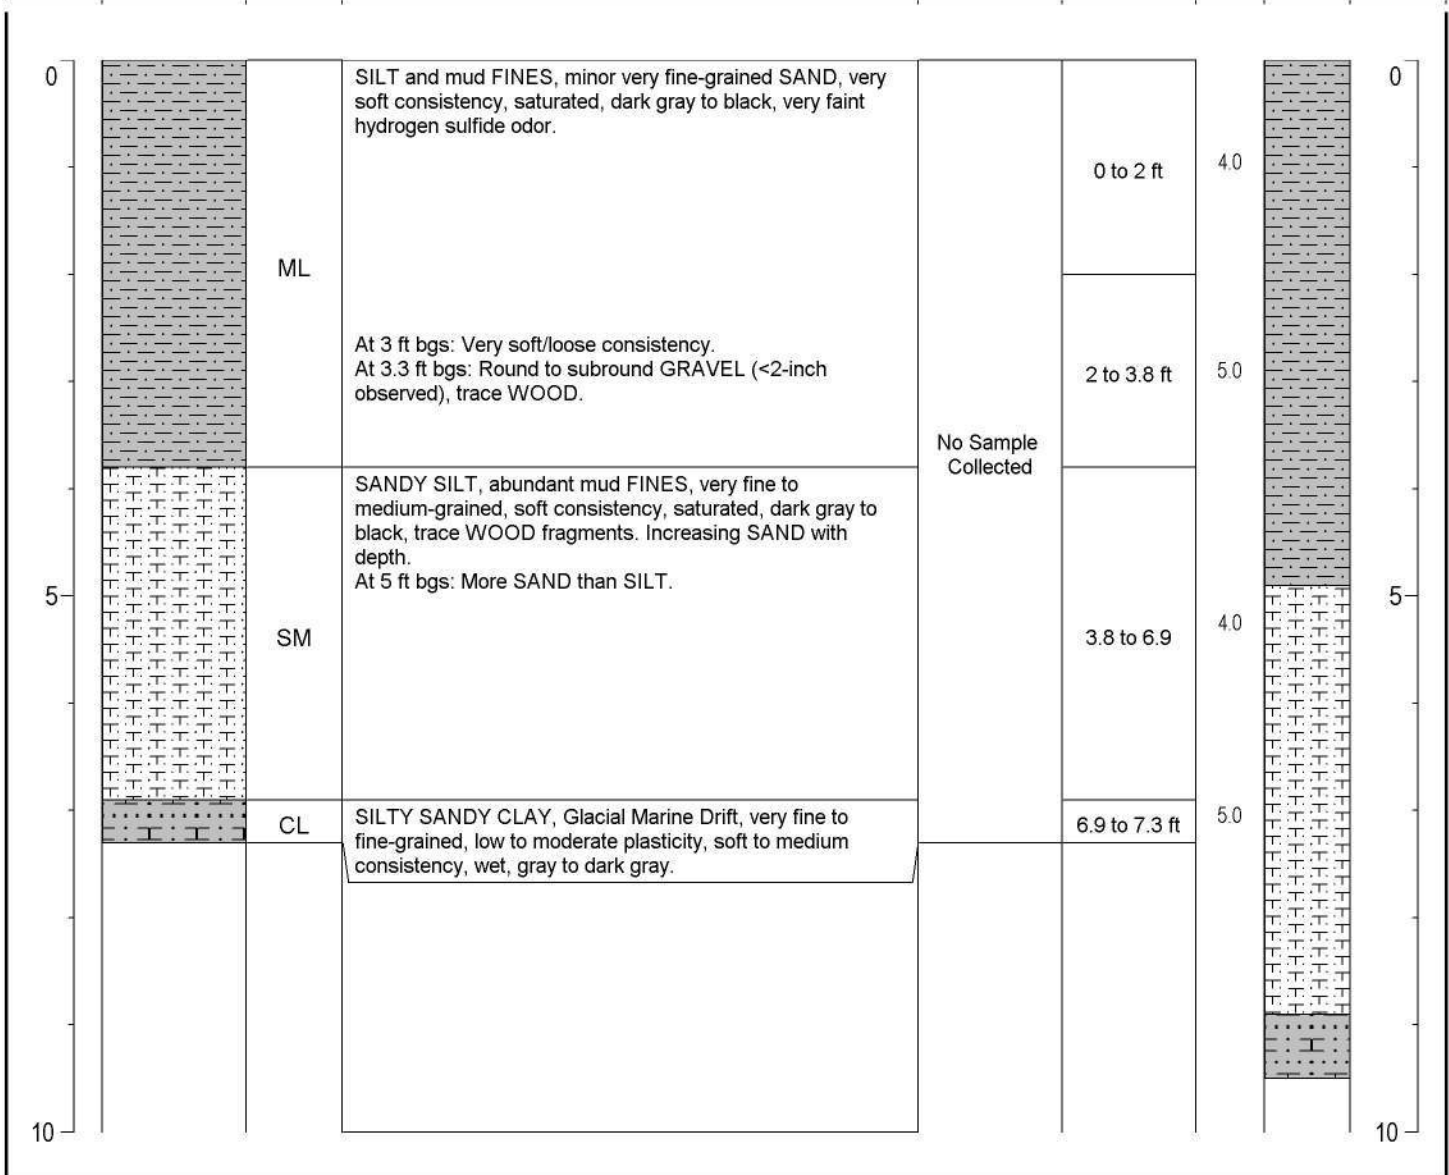 0
SILT and mud FINES, minor very fine-grained SAND, very
soft consistency, saturated, dark gray to black, very faint
hydrogen sulfide odor.
0
0 to 2 ft
4.0
ML
At 3 ft bgs: Very soft/loose consistency.
At 3.3 ft bgs: Round to subround GRAVEL (<2-inch
observed), trace WOOD.
2 to 3.8 ft
5.0
No Sample
Collected
SANDY SILT, abundant mud FINES, very fine to
medium-grained, soft consistency, saturated, dark gray to
black, trace WOOD fragments. Increasing SAND with
depth.
At 5 ft bgs: More SAND than SILT.
5
5
SM
3.8 to 6.9
4.0
CL
SILTY SANDY CLAY, Glacial Marine Drift, very fine to
fine-grained, low to moderate plasticity, soft to medium
consistency, wet, gray to dark gray.
6.9 to 7.3 ft
5.0
10
10